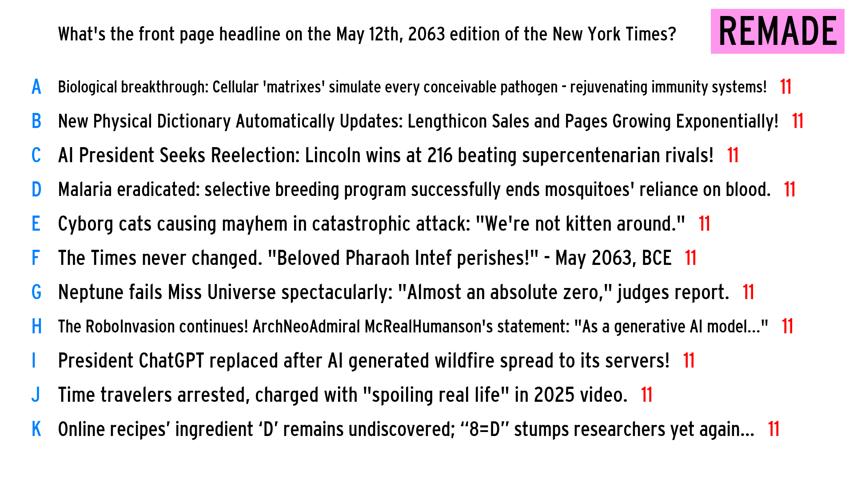 What's the front page headline on the May 12th, 2063 edition of the New York Times?
REMADE
A Biological breakthrough: Cellular 'matrixes' simulate every conceivable pathogen - rejuvenating immunity systems! 11
B New Physical Dictionary Automatically Updates: Lengthicon Sales and Pages Growing Exponentially! 11
C AI President Seeks Reelection: Lincoln wins at 216 beating supercentenarian rivals! 11
D Malaria eradicated: selective breeding program successfully ends mosquitoes' reliance on blood. 11
E Cyborg cats causing mayhem in catastrophic attack: "We're not kitten around." 11
F The Times never changed. "Beloved Pharaoh Intef perishes!" - May 2063, BCE 11
G Neptune fails Miss Universe spectacularly: "Almost an absolute zero," judges report. 11
H The RoboInvasion continues! ArchNeoAdmiral McRealHumanson's statement: "As a generative AI model..." 11
I President ChatGPT replaced after AI generated wildfire spread to its servers! 11
J Time travelers arrested, charged with "spoiling real life" in 2025 video. 11
K Online recipes’ ingredient ‘D’ remains undiscovered; “8=D” stumps researchers yet again... 11